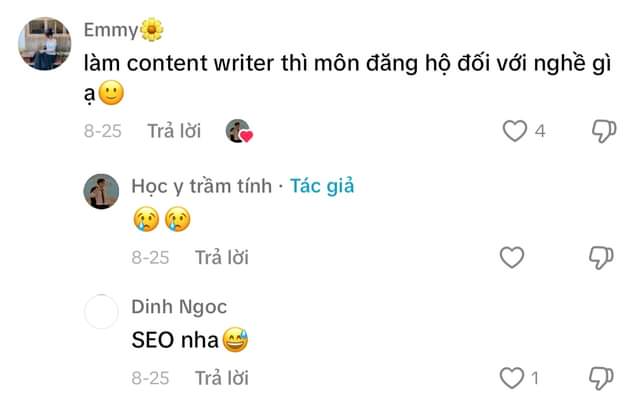 Emmy🌼
làm content writer thì môn đăng hộ đối với nghề gì
ạ🙂
8-25 Trả lời 4
Học y trầm tính · Tác giả
😢😢
8-25 Trả lời
Dinh Ngoc
SEO nha😅
8-25 Trả lời 1